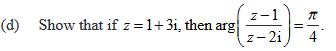 (d) Show that if z = 1+3i, then arg((z−1)/(z−2i)) = π/4.